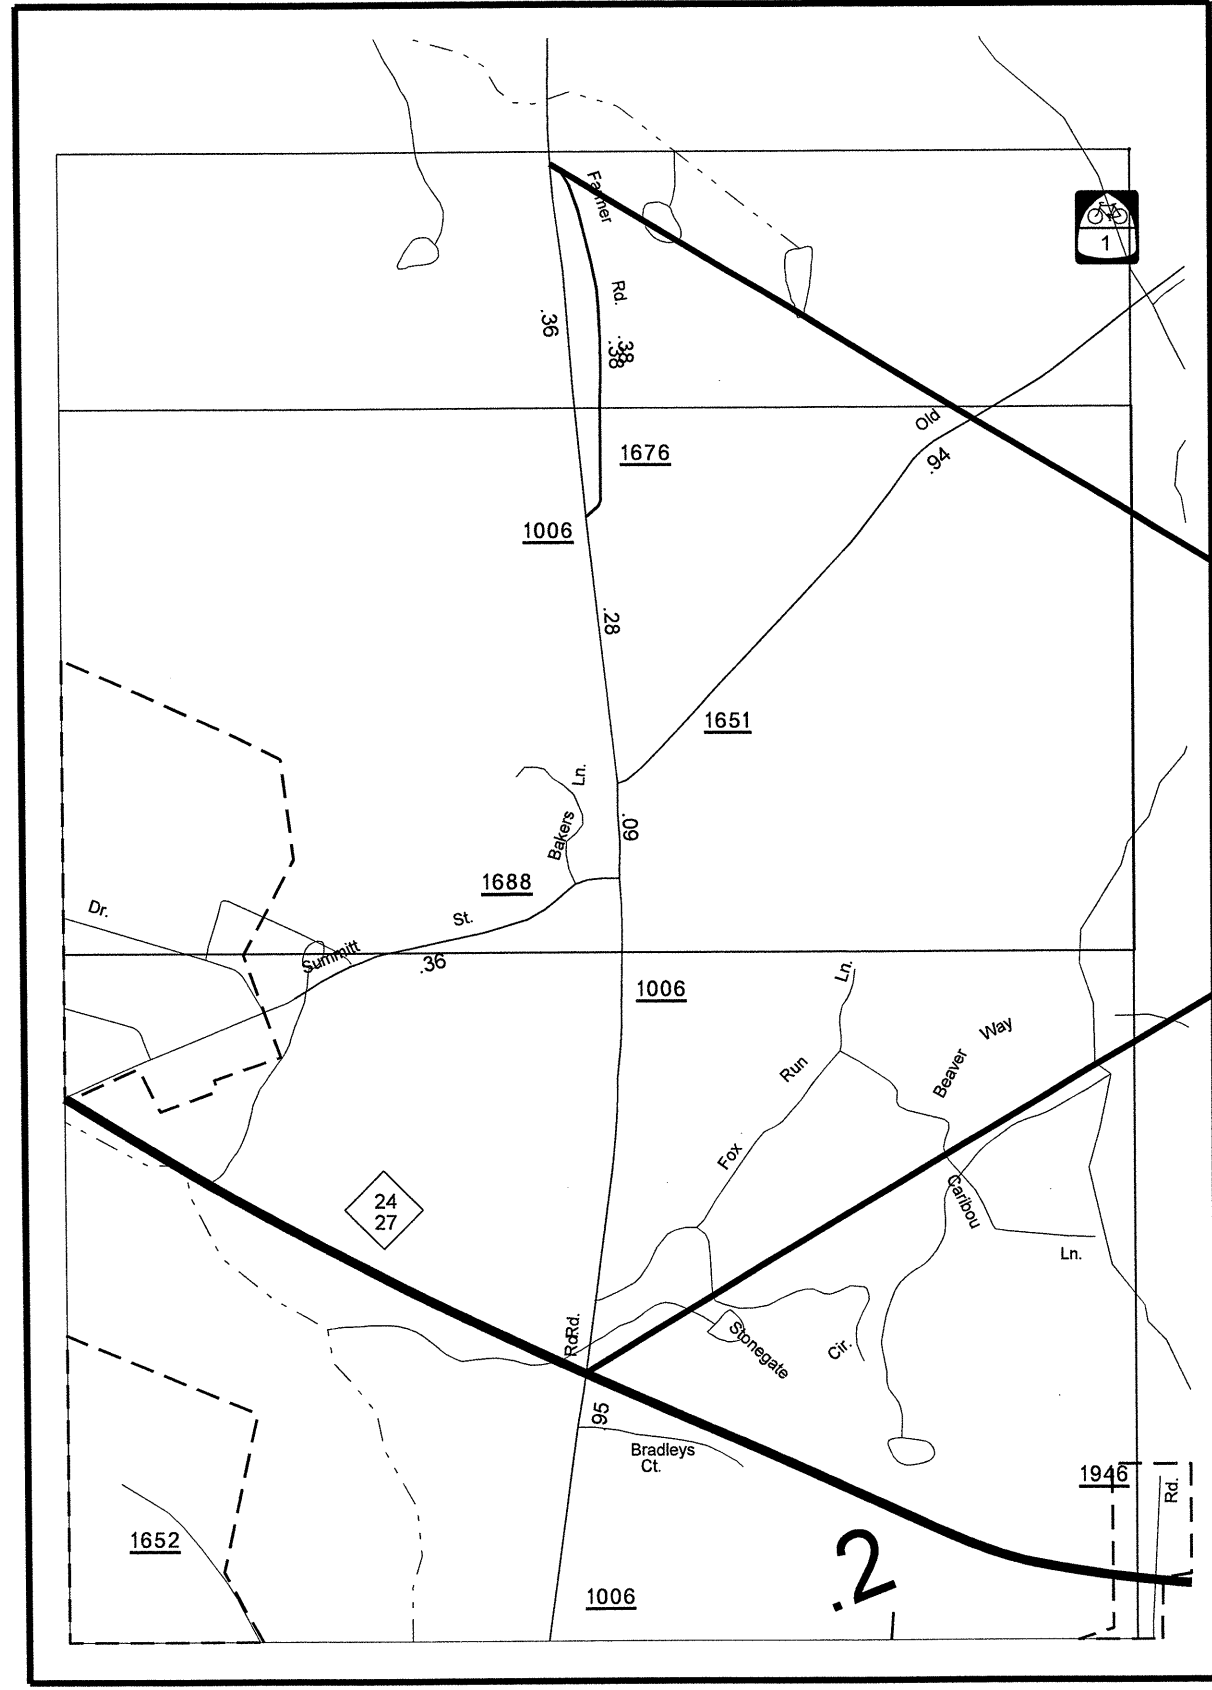 Farmer
1
Rd.
.36
.38
.38
Old
.94
1676
1006
.28
1651
Ln.
Bakers
.09
1688
Dr.
St.
Summitt
.36
1006
Ln.
Way
Beaver
Run
Fox
Caribou
24
27
Ln.
Rd.
Rd.
Stonegate
Cir.
.95
Bradleys
Ct.
1946
Rd.
1652
.2
1006